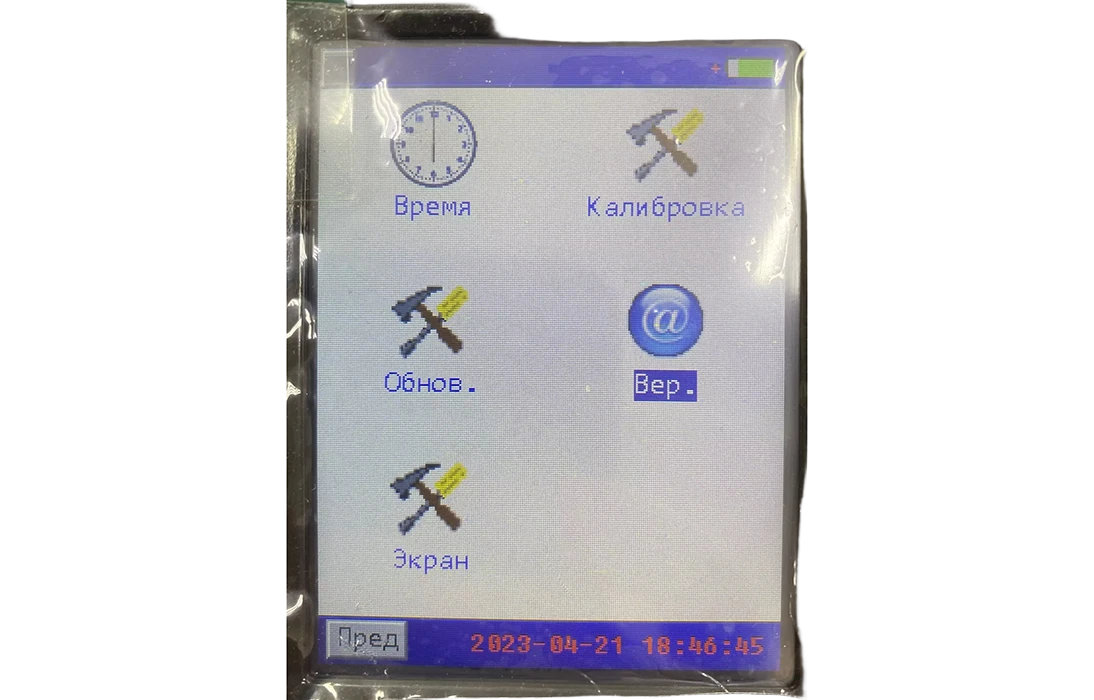 Время
Калибровка
Обнов.
@
Вер.
Экран
Пред
2023-04-21 18:46:45